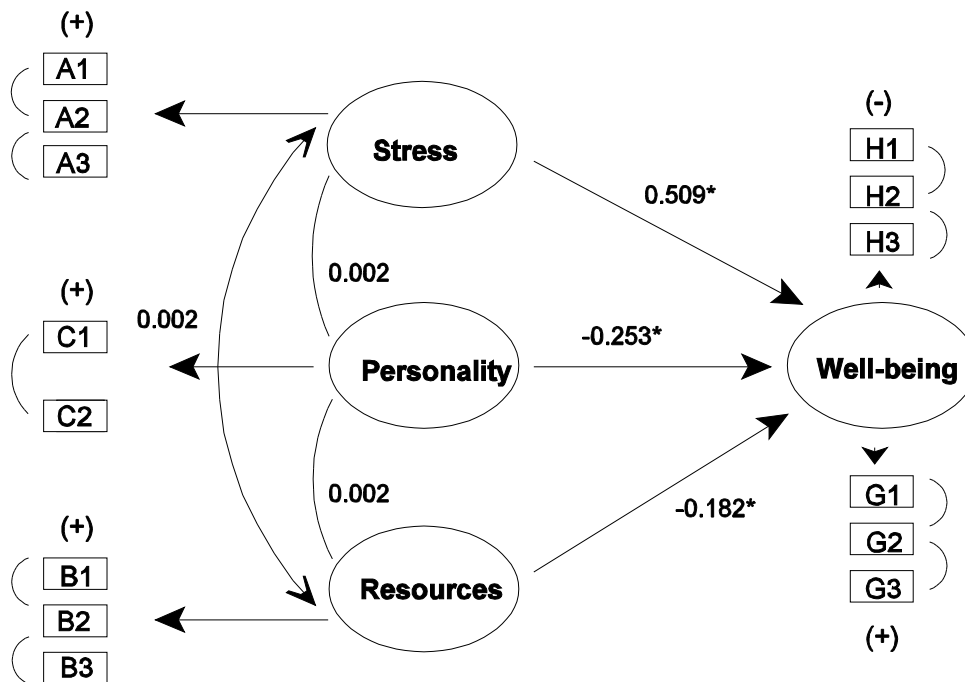 (+)
A1
A2
A3
(+)
C1
C2
(+)
B1
B2
B3
0.002
Stress
0.002
Personality
0.002
Resources
0.509*
-0.253*
-0.182*
(-)
H1
H2
H3
Well-being
G1
G2
G3
(+)